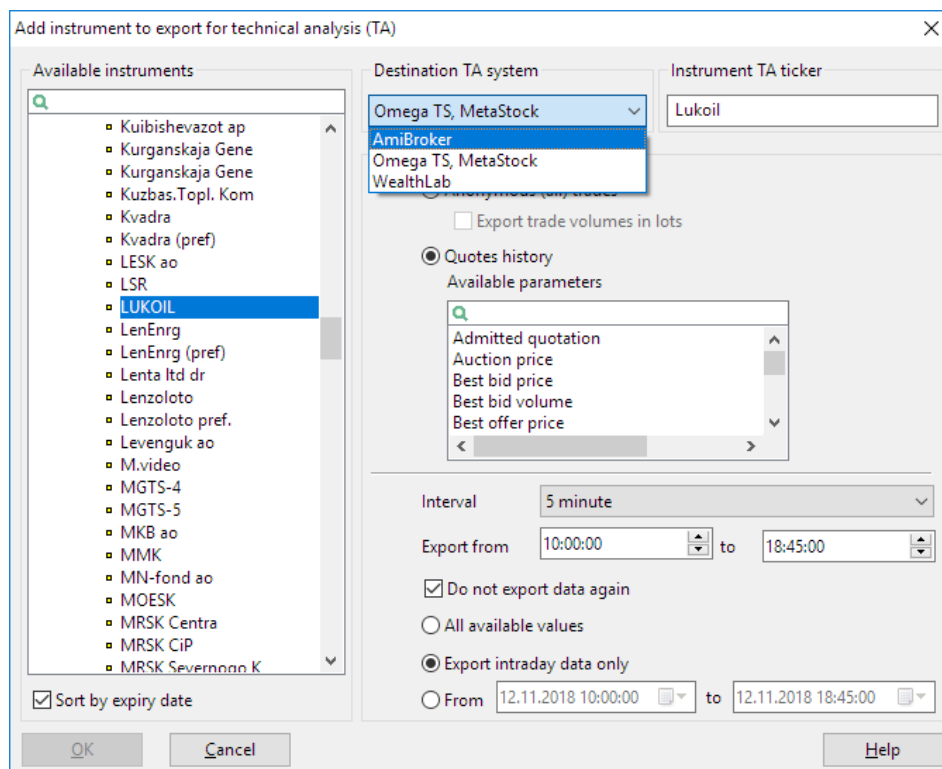 Add instrument to export for technical analysis (TA)
Available instruments
Kuibishevazot ap
Kurganskaja Gene
Kurganskaja Gene
Kuzbas.Topl. Kom
Kvadra
Kvadra (pref)
LESK ao
LSR
LUKOIL
LenEnrg
LenEnrg (pref)
Lenta ltd dr
Lenzoloto
Lenzoloto pref.
Levenguk ao
M.video
MGTS-4
MGTS-5
MKB ao
MMK
MN-fond ao
MOESK
MRSK Centra
MRSK CiP
MRSK Severnogo K
Sort by expiry date
Destination TA system
Omega TS, MetaStock
AmiBroker
Omega TS, MetaStock
WealthLab
Instrument TA ticker
Lukoil
Anonymous (all) trades
Export trade volumes in lots
Quotes history
Available parameters
Admitted quotation
Auction price
Best bid price
Best bid volume
Best offer price
Interval 5 minute
Export from 10:00:00 to 18:45:00
Do not export data again
All available values
Export intraday data only
From 12.11.2018 10:00:00 to 12.11.2018 18:45:00
OK Cancel Help